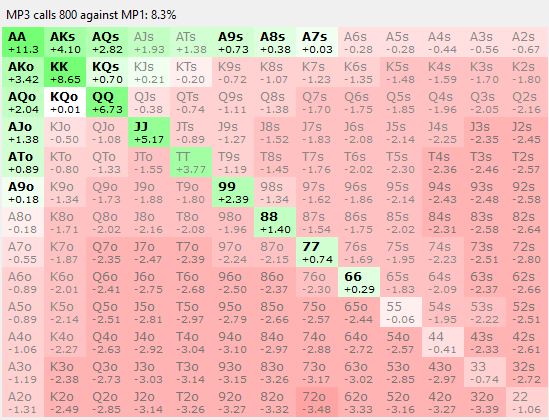 MP3 calls 800 against MP1: 8.3%
AA AKs AQs AJs ATs A9s A8s A7s A6s A5s A4s A3s A2s
+11.3 +4.10 +2.82 +1.93 +1.38 +0.73 +0.38 +0.03 -0.28 -0.28 -0.44 -0.56 -0.67
AKo KK KQs KJs KTs K9s K8s K7s K6s K5s K4s K3s K2s
+3.42 +8.65 +0.70 +0.21 -0.20 -0.72 -1.07 -1.23 -1.35 -1.48 -1.59 -1.70 -1.80
AQo KQo QQ QJs QTs Q9s Q8s Q7s Q6s Q5s Q4s Q3s Q2s
+2.04 +0.01 +6.73 -0.38 -0.74 -1.11 -1.38 -1.70 -1.75 -1.85 -1.96 -2.05 -2.16
AJo KJo QJo JJ JTs J9s J8s J7s J6s J5s J4s J3s J2s
+1.38 -0.50 -1.08 +5.17 -0.89 -1.27 -1.52 -1.83 -2.08 -2.14 -2.25 -2.35 -2.45
ATo KTo QTo JTo TT T9s T8s T7s T6s T5s T4s T3s T2s
+0.89 -0.80 -1.33 -1.55 +3.77 -1.19 -1.45 -1.76 -2.02 -2.30 -2.36 -2.46 -2.57
A9o K9o Q9o J9o T9o 99 98s 97s 96s 95s 94s 93s 92s
+0.18 -1.34 -1.73 -1.88 -1.80 +2.39 -1.34 -1.62 -1.86 -2.14 -2.43 -2.48 -2.58
A8o K8o Q8o J8o T8o 98o 88 87s 86s 85s 84s 83s 82s
-0.18 -1.71 -2.02 -2.16 -2.08 -1.96 +1.40 -1.54 -1.75 -2.02 -2.31 -2.58 -2.64
A7o K7o Q7o J7o T7o 97o 87o 77 76s 75s 74s 73s 72s
-0.55 -1.87 -2.35 -2.47 -2.39 -2.24 -2.15 +0.74 -1.69 -1.95 -2.23 -2.51 -2.80
A6o K6o Q6o J6o T6o 96o 86o 76o 66 65s 64s 63s 62s
-0.89 -2.01 -2.41 -2.75 -2.68 -2.50 -2.37 -2.30 +0.29 -1.83 -2.09 -2.37 -2.66
A5o K5o Q5o J5o T5o 95o 85o 75o 65o 55 54s 53s 52s
-0.89 -2.14 -2.51 -2.81 -2.97 -2.79 -2.66 -2.57 -2.44 -0.06 -1.95 -2.22 -2.51
A4o K4o Q4o J4o T4o 94o 84o 74o 64o 54o 44 43s 42s
-1.06 -2.27 -2.63 -2.92 -3.04 -3.10 -2.97 -2.88 -2.72 -2.57 -0.41 -2.33 -2.61
A3o K3o Q3o J3o T3o 93o 83o 73o 63o 53o 43o 33 32s
-1.19 -2.38 -2.73 -3.03 -3.14 -3.15 -3.26 -3.17 -3.02 -2.85 -2.97 -0.74 -2.72
A2o K2o Q2o J2o T2o 92o 82o 72o 62o 52o 42o 32o 22
-1.31 -2.49 -2.85 -3.14 -3.26 -3.27 -3.32 -3.48 -3.33 -3.16 -3.27 -3.39 -1.06